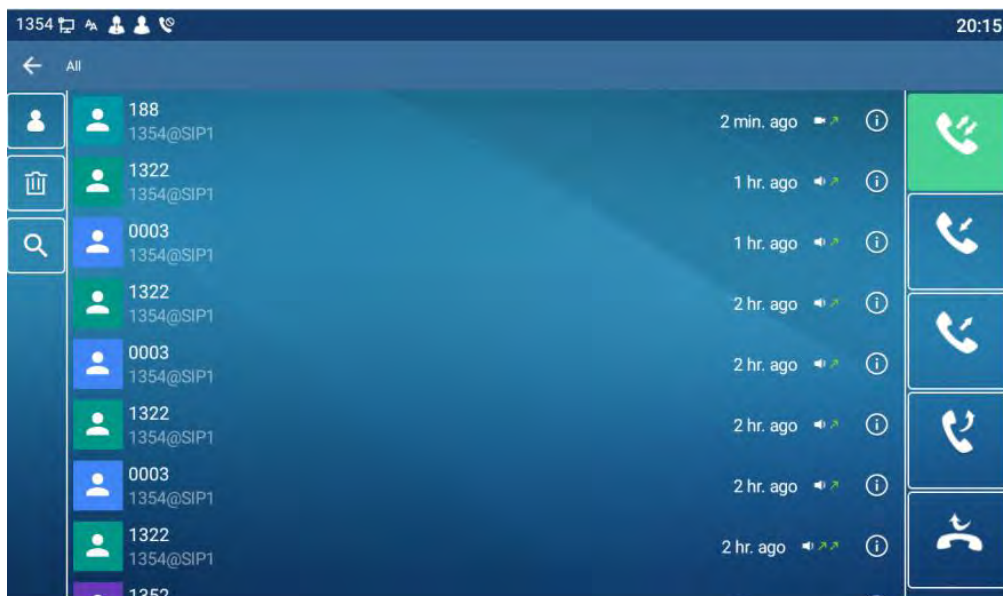 1354
20:15
All
188
1354@SIP1
2 min. ago
1322
1354@SIP1
1 hr. ago
0003
1354@SIP1
1 hr. ago
1322
1354@SIP1
2 hr. ago
0003
1354@SIP1
2 hr. ago
1322
1354@SIP1
2 hr. ago
0003
1354@SIP1
2 hr. ago
1322
1354@SIP1
2 hr. ago
1352